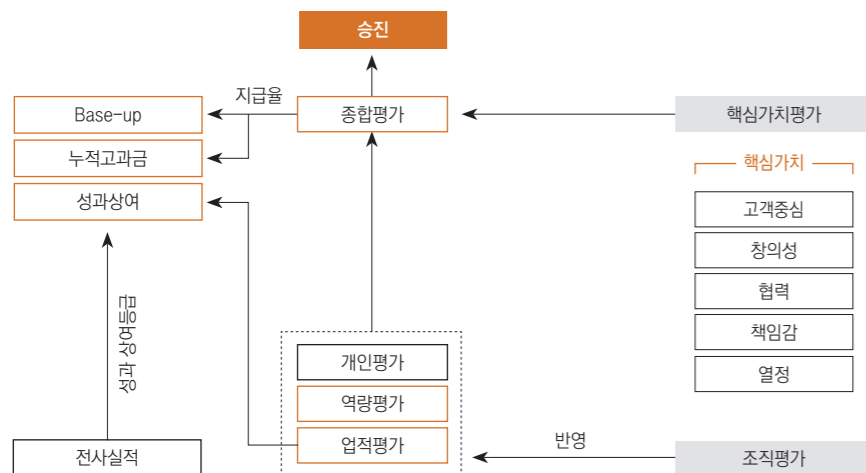 승진
지급율
Base-up
종합평가
핵심가치평가
누적고과금
핵심가치
성과상여
고객중심
창의성
협력
성과 상여등급
책임감
개인평가
열정
역량평가
업적평가
반영
전사실적
조직평가